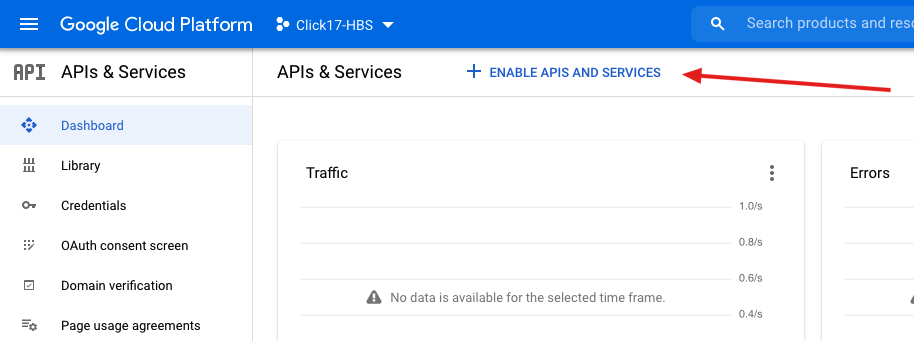 Google Cloud Platform Click17-HBS Search products and reso
API APIs & Services APIs & Services + ENABLE APIS AND SERVICES
Dashboard
Library
Credentials
OAuth consent screen
Domain verification
Page usage agreements
Traffic
1.0/s
0.8/s
0.6/s
No data is available for the selected time frame.
0.4/s
Errors